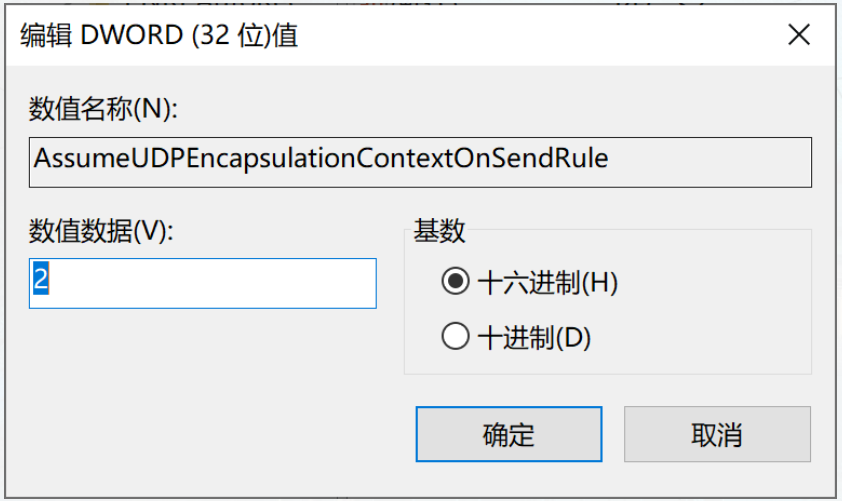 编辑 DWORD (32 位)值
数值名称(N):
AssumeUDPEncapsulationContextOnSendRule
数值数据(V):
2
基数
十六进制(H)
十进制(D)
确定
取消